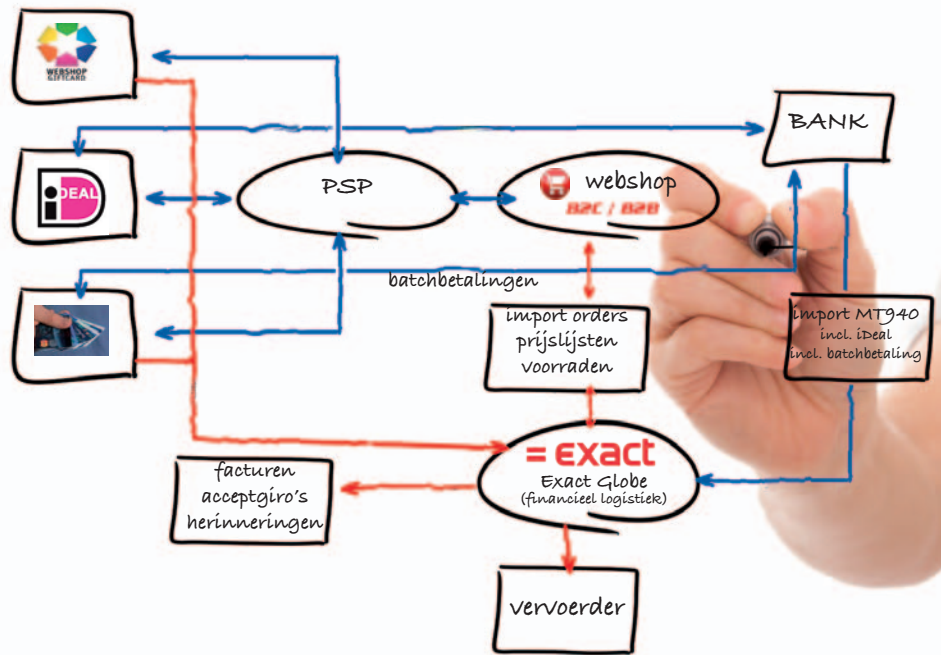 WEBSHOP
GIFTCARD
BANK
iDEAL
PSP
webshop
B2C / B2B
batchbetalingen
import orders
prijslijsten
voorraden
import MT940
incl. iDeal
incl. batchbetaling
= exact
Exact Globe
(financieel logistiek)
facturen
acceptgiro's
herinneringen
vervoerder